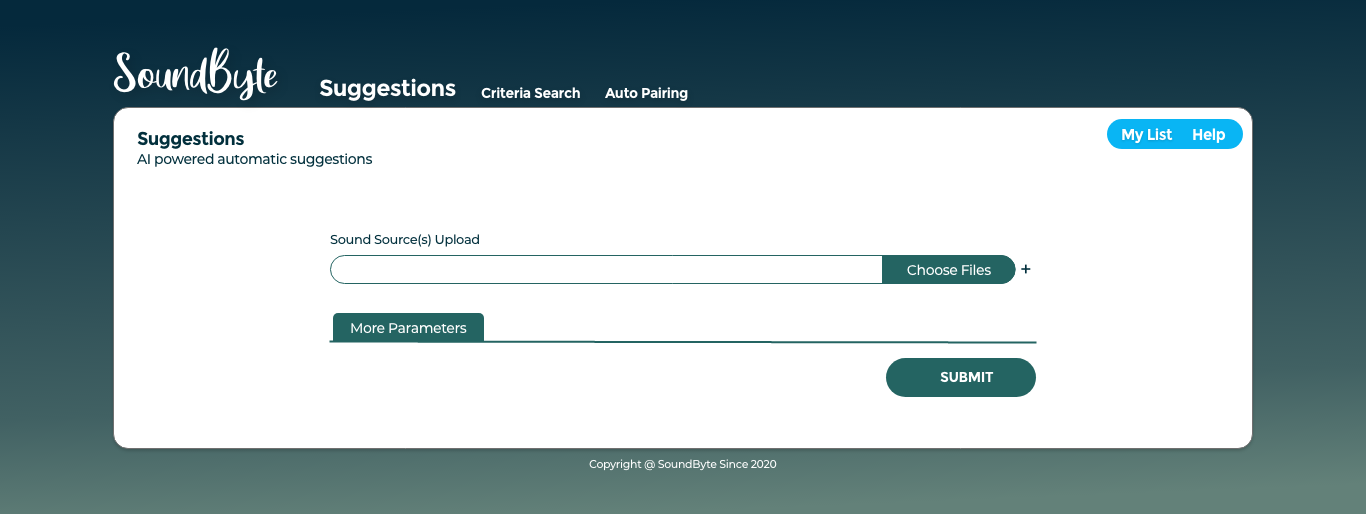 SoundByte
Suggestions Criteria Search Auto Pairing
Suggestions
AI powered automatic suggestions
My List Help
Sound Source(s) Upload
Choose Files +
More Parameters
SUBMIT
Copyright @ SoundByte Since 2020